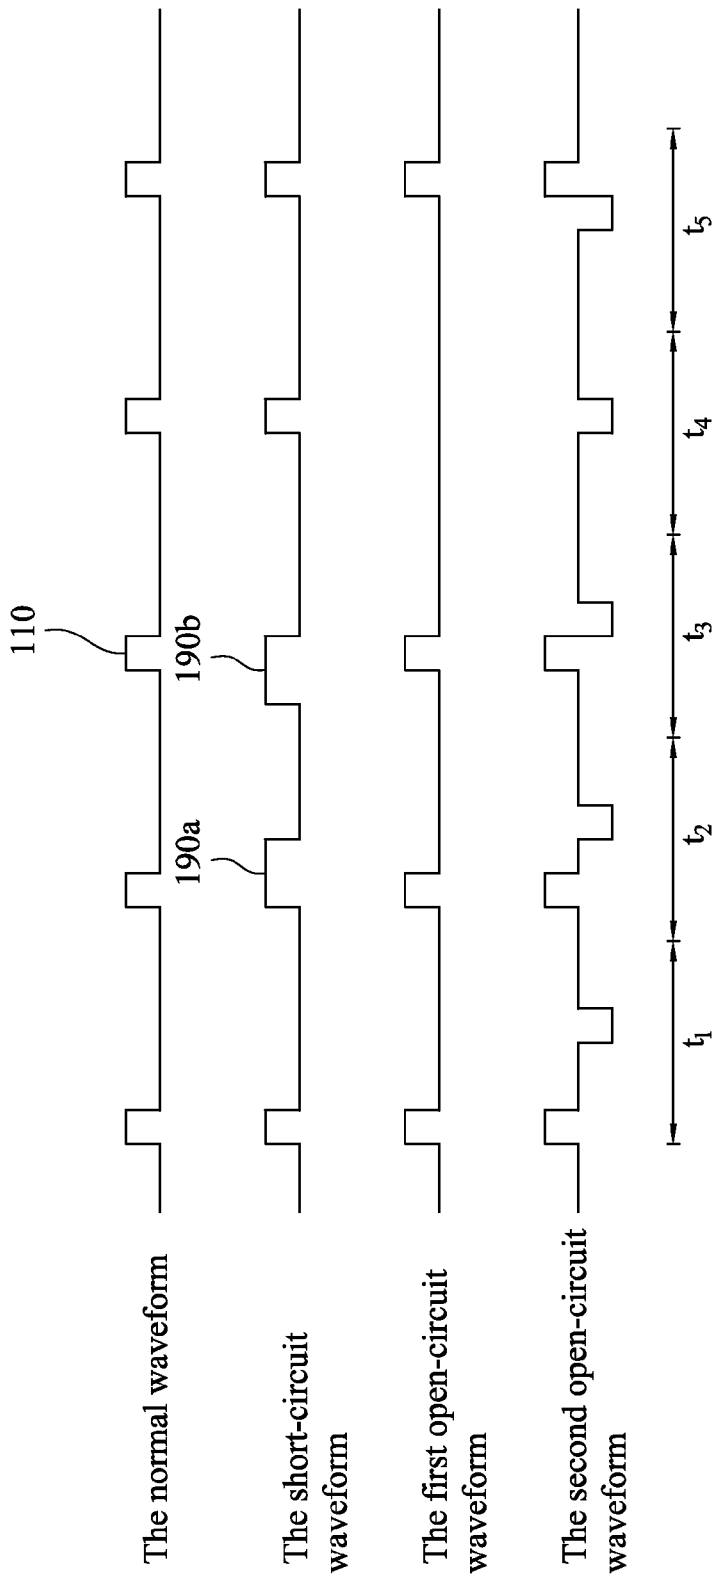 110
The normal waveform
190a
190b
The short-circuit
waveform
The first open-circuit
waveform
The second open-circuit
waveform
t1
t2
t3
t4
t5